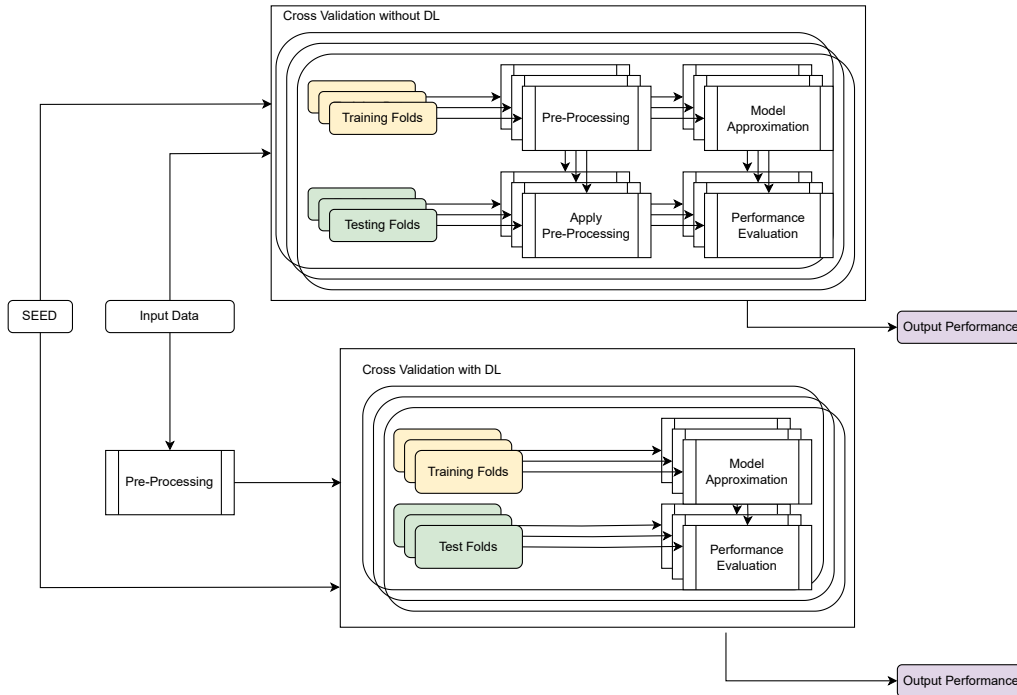 Cross Validation without DL
Training Folds
Pre-Processing
Model
Approximation
Testing Folds
Apply
Pre-Processing
Performance
Evaluation
SEED
Input Data
Output Performance
Cross Validation with DL
Training Folds
Model
Approximation
Pre-Processing
Test Folds
Performance
Evaluation
Output Performance